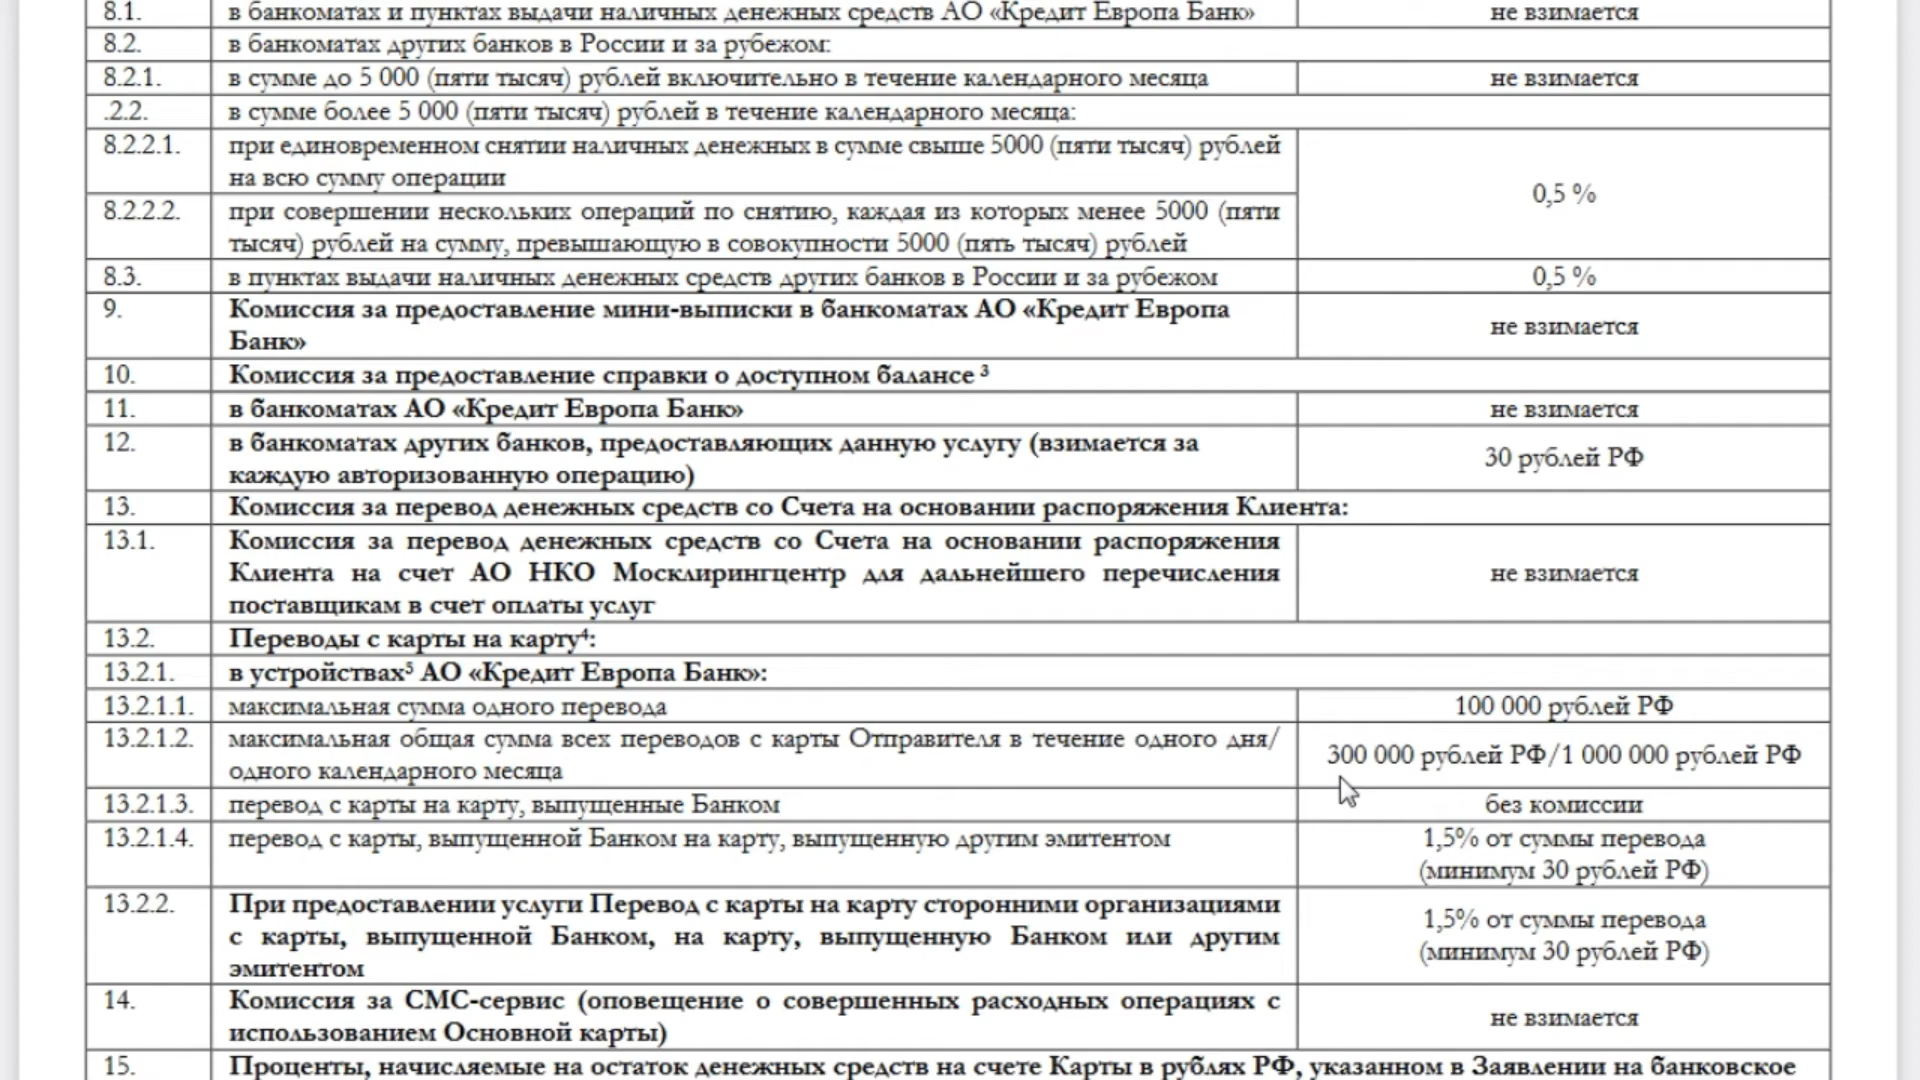 8.1. в банкоматах и пунктах выдачи наличных денежных средств АО «Кредит Европа Банк» не взимается
8.2. в банкоматах других банков в России и за рубежом:
8.2.1. в сумме до 5 000 (пяти тысяч) рублей включительно в течение календарного месяца не взимается
.2.2. в сумме более 5 000 (пяти тысяч) рублей в течение календарного месяца:
8.2.2.1. при единовременном снятии наличных денежных в сумме свыше 5000 (пяти тысяч) рублей
на всю сумму операции
0,5 %
8.2.2.2. при совершении нескольких операций по снятию, каждая из которых менее 5000 (пяти
тысяч) рублей на сумму, превышающую в совокупности 5000 (пять тысяч) рублей
8.3. в пунктах выдачи наличных денежных средств других банков в России и за рубежом 0,5 %
9. Комиссия за предоставление мини-выписки в банкоматах АО «Кредит Европа
Банк»
не взимается
10. Комиссия за предоставление справки о доступном балансе ³
11. в банкоматах АО «Кредит Европа Банк» не взимается
12. в банкоматах других банков, предоставляющих данную услугу (взимается за
каждую авторизованную операцию)
30 рублей РФ
13. Комиссия за перевод денежных средств со Счета на основании распоряжения Клиента:
13.1. Комиссия за перевод денежных средств со Счета на основании распоряжения
Клиента на счет АО НКО Москлирингцентр для дальнейшего перечисления
поставщикам в счет оплаты услуг
не взимается
13.2. Переводы с карты на карту⁴:
13.2.1. в устройствах⁵ АО «Кредит Европа Банк»:
13.2.1.1. максимальная сумма одного перевода 100 000 рублей РФ
13.2.1.2. максимальная общая сумма всех переводов с карты Отправителя в течение одного дня/
одного календарного месяца
300 000 рублей РФ/1 000 000 рублей РФ
13.2.1.3. перевод с карты на карту, выпущенные Банком без комиссии
13.2.1.4. перевод с карты, выпущенной Банком на карту, выпущенную другим эмитентом 1,5% от суммы перевода
(минимум 30 рублей РФ)
13.2.2. При предоставлении услуги Перевод с карты на карту сторонними организациями
с карты, выпущенной Банком, на карту, выпущенную Банком или другим
эмитентом
1,5% от суммы перевода
(минимум 30 рублей РФ)
14. Комиссия за СМС-сервис (оповещение о совершенных расходных операциях с
использованием Основной карты)
не взимается
15. Проценты, начисляемые на остаток денежных средств на счете Карты в рублях РФ, указанном в Заявлении на банковское